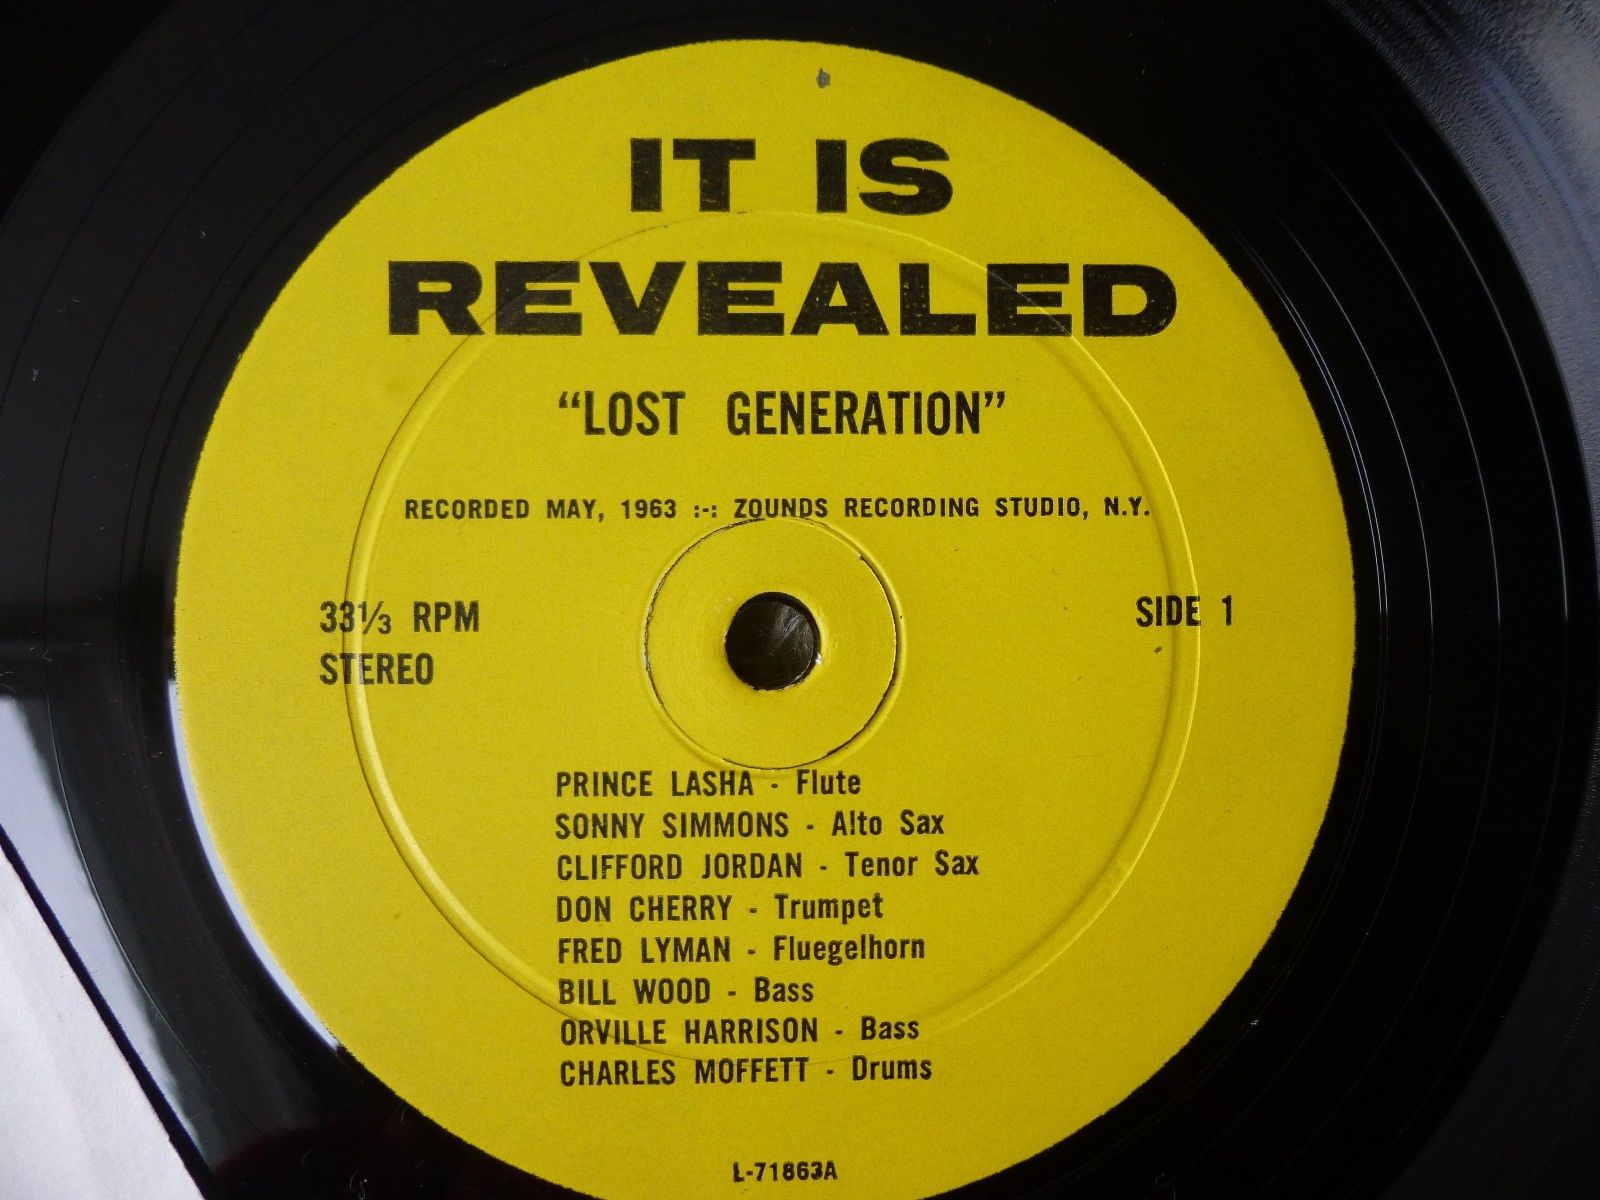 IT IS
REVEALED
“LOST GENERATION”
RECORDED MAY, 1963 :-: ZOUNDS RECORDING STUDIO, N.Y.
33⅓ RPM
STEREO
SIDE 1
PRINCE LASHA - Flute
SONNY SIMMONS - Alto Sax
CLIFFORD JORDAN - Tenor Sax
DON CHERRY - Trumpet
FRED LYMAN - Fluegelhorn
BILL WOOD - Bass
ORVILLE HARRISON - Bass
CHARLES MOFFETT - Drums
L-71863A